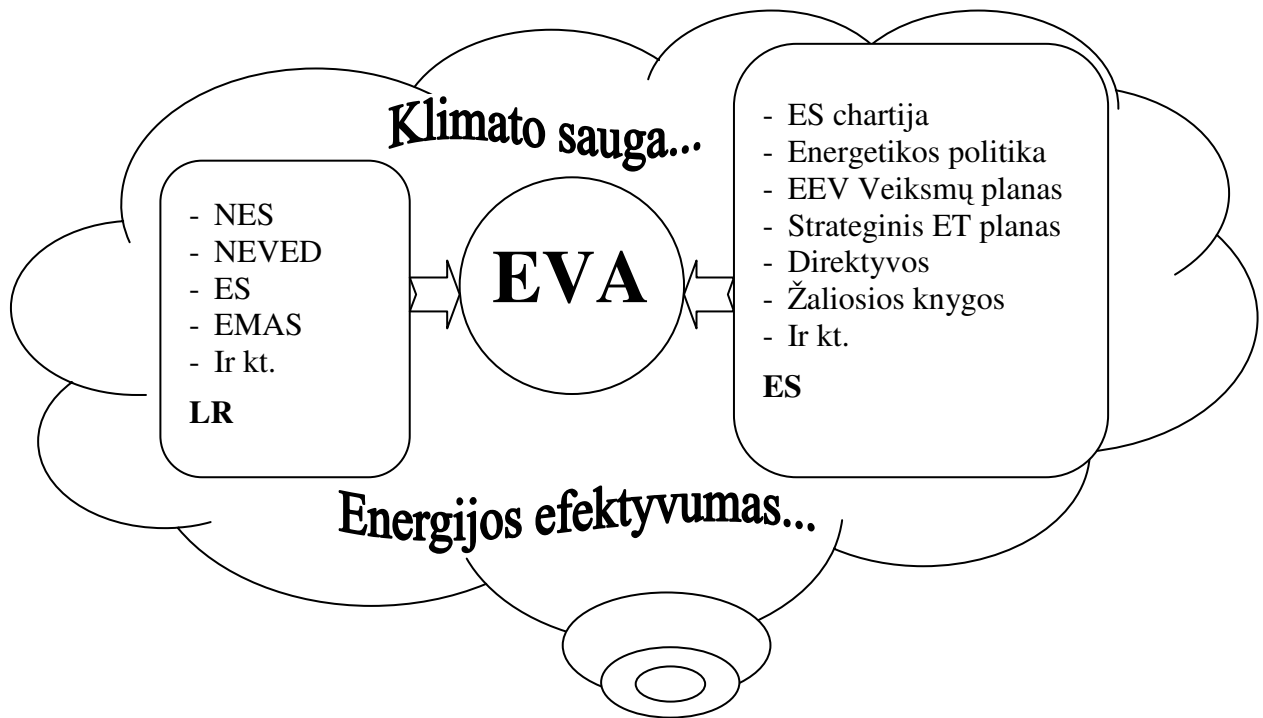 Klimato sauga...
- NES
- NEVED
- ES
- EMAS
- Ir kt.
LR
EVA
- ES chartija
- Energetikos politika
- EEV Veiksmų planas
- Strateginis ET planas
- Direktyvos
- Žaliosios knygos
- Ir kt.
ES
Energijos efektyvumas...